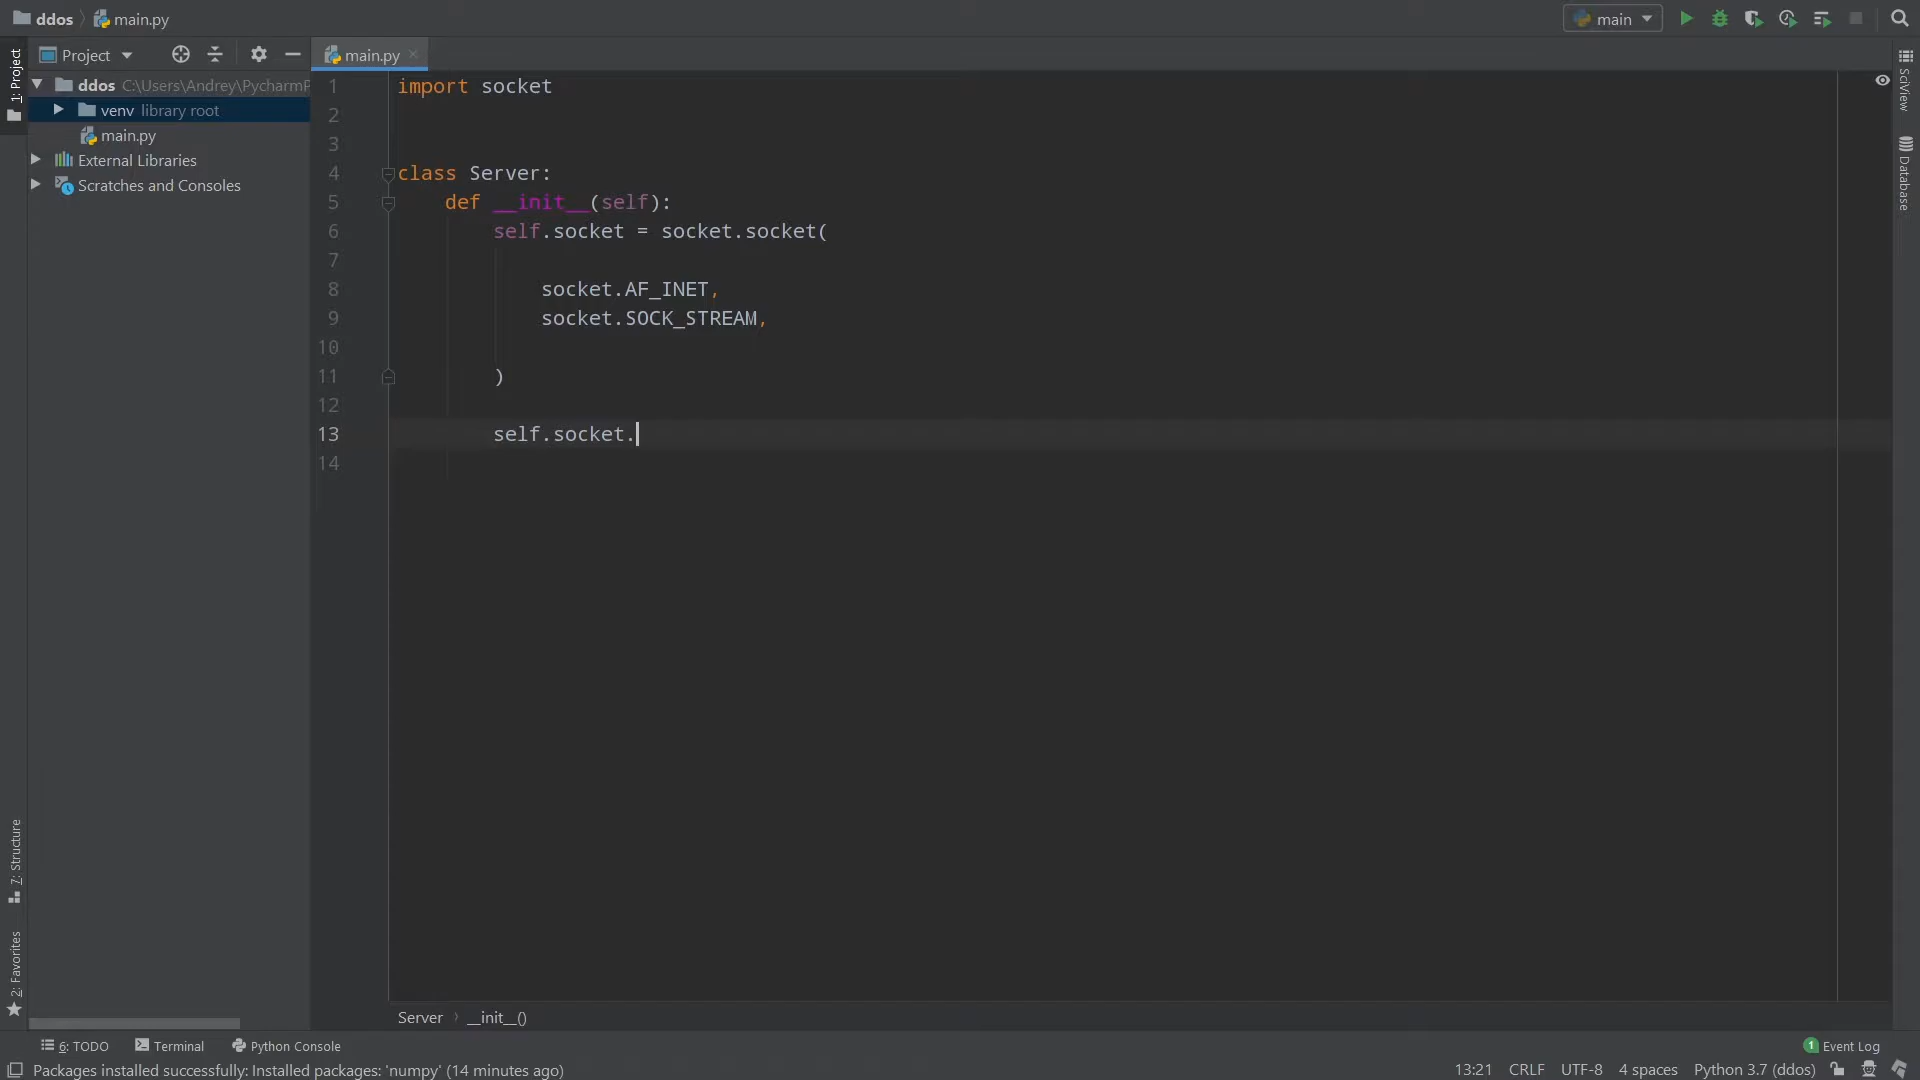 ddos main.py main
Project main.py
1: Project
ddos C:\Users\Andrey\PycharmP
venv library root
main.py
External Libraries
Scratches and Consoles
1 import socket
2
3
4 class Server:
5 def __init__(self):
6 self.socket = socket.socket(
7
8 socket.AF_INET,
9 socket.SOCK_STREAM,
10
11 )
12
13 self.socket.
14
SciView
Database
7: Structure
2: Favorites
Server __init__()
6: TODO Terminal Python Console 1 Event Log
Packages installed successfully: Installed packages: 'numpy' (14 minutes ago) 13:21 CRLF UTF-8 4 spaces Python 3.7 (ddos)